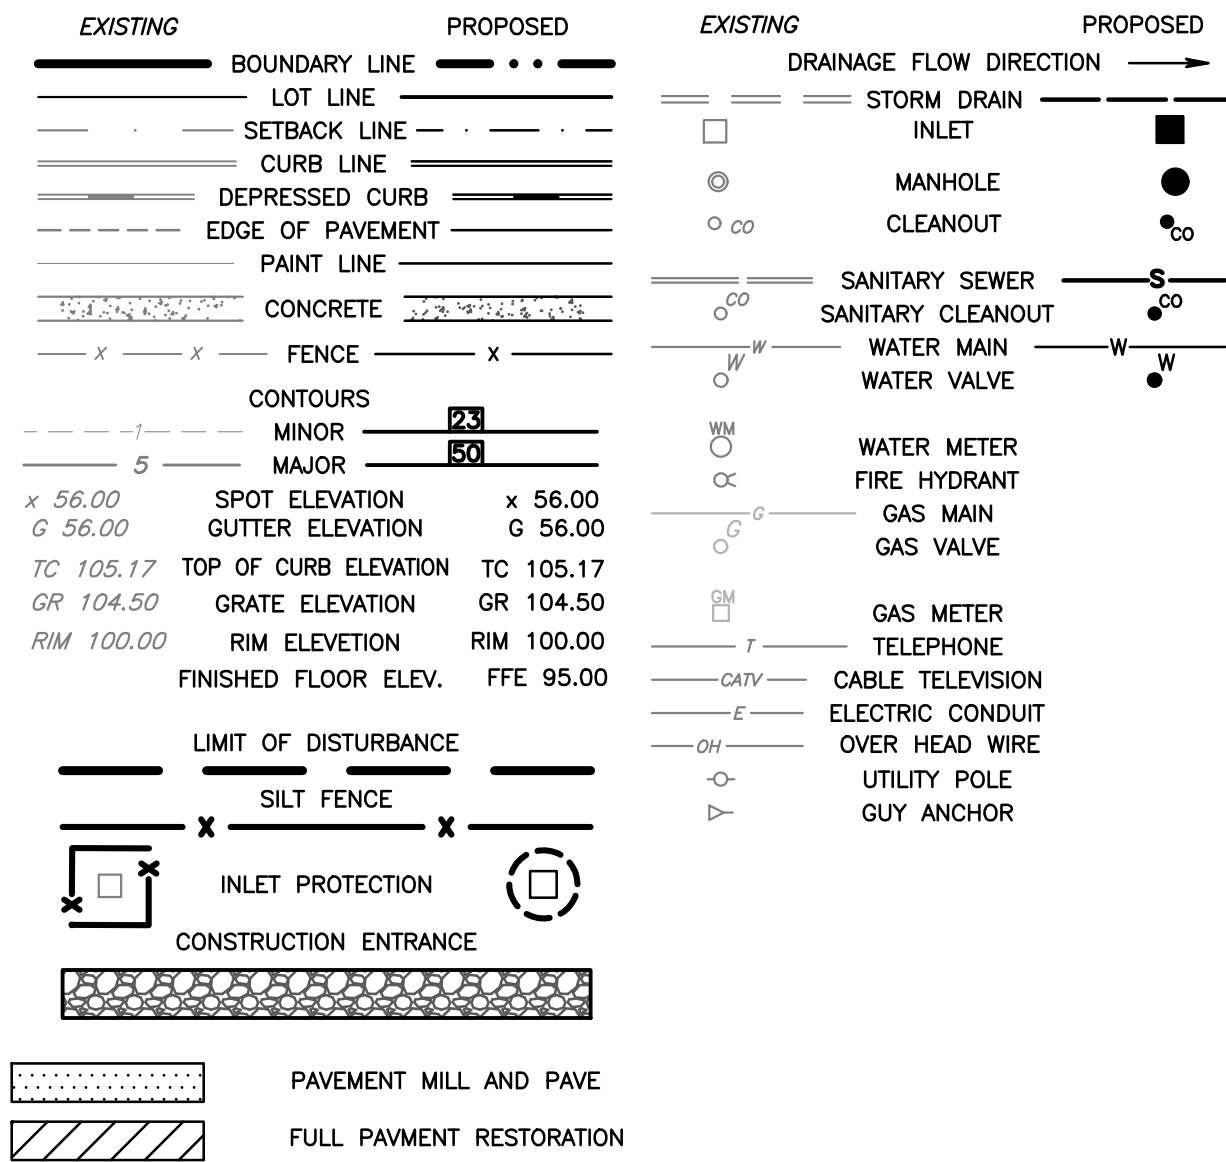 EXISTING PROPOSED
BOUNDARY LINE
LOT LINE
SETBACK LINE
CURB LINE
DEPRESSED CURB
EDGE OF PAVEMENT
PAINT LINE
CONCRETE
X X FENCE X
CONTOURS
1 MINOR 23
5 MAJOR 50
x 56.00 SPOT ELEVATION x 56.00
G 56.00 GUTTER ELEVATION G 56.00
TC 105.17 TOP OF CURB ELEVATION TC 105.17
GR 104.50 GRATE ELEVATION GR 104.50
RIM 100.00 RIM ELEVETION RIM 100.00
FINISHED FLOOR ELEV. FFE 95.00
LIMIT OF DISTURBANCE
SILT FENCE
X X
INLET PROTECTION
CONSTRUCTION ENTRANCE
PAVEMENT MILL AND PAVE
FULL PAVMENT RESTORATION
EXISTING PROPOSED
DRAINAGE FLOW DIRECTION
STORM DRAIN
INLET
MANHOLE
CO CLEANOUT CO
SANITARY SEWER S
CO SANITARY CLEANOUT CO
W WATER MAIN W
W WATER VALVE W
WM WATER METER
FIRE HYDRANT
G GAS MAIN
G GAS VALVE
GM GAS METER
T TELEPHONE
CATV CABLE TELEVISION
E ELECTRIC CONDUIT
OH OVER HEAD WIRE
UTILITY POLE
GUY ANCHOR